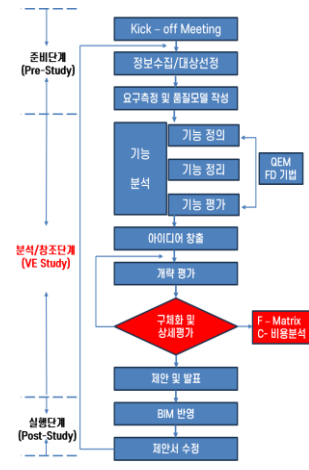 Kick – off Meeting
준비단계
(Pre-Study)
정보수집/대상선정
요구측정 및 품질모델 작성
기능
분석
기능 정의
기능 정리
기능 평가
QEM
FD 기법
아이디어 창출
분석/창조단계
(VE Study)
개략 평가
구체화 및
상세평가
F – Matrix
C- 비용분석
제안 및 발표
BIM 반영
실행단계
(Post-Study)
제안서 수정